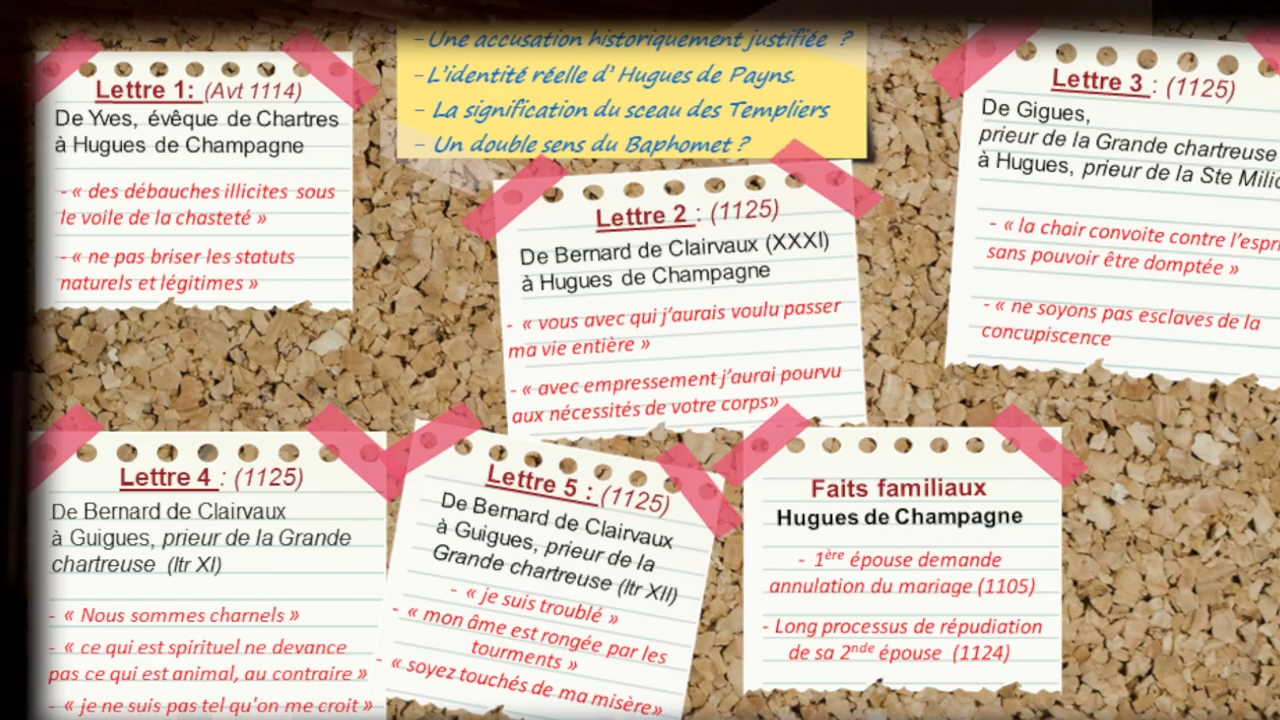 Lettre 1: (Avt 1114)
De Yves, évêque de Chartres
à Hugues de Champagne
- « des débauches illicites sous
le voile de la chasteté »
- « ne pas briser les statuts
naturels et légitimes »
- Une accusation historiquement justifiée ?
- L'identité réelle d' Hugues de Payns.
- La signification du sceau des Templiers
- Un double sens du Baphomet ?
Lettre 2 : (1125)
De Bernard de Clairvaux (XXXI)
à Hugues de Champagne
- « vous avec qui j'aurais voulu passer
ma vie entière »
- « avec empressement j'aurai pourvu
aux nécessités de votre corps»
Lettre 3 : (1125)
De Gigues,
prieur de la Grande chartreuse
à Hugues, prieur de la Ste
- « la chair convoite contre
sans pouvoir être domptée »
- « ne soyons pas esclaves de la
concupiscence
Lettre 4 : (1125)
De Bernard de Clairvaux
à Guigues, prieur de la Grande
chartreuse (ltr XI)
- « Nous sommes charnels »
- « ce qui est spirituel ne devance
pas ce qui est animal, au contraire »
- « je ne suis pas tel qu'on me croit »
Lettre 5 : (1125)
De Bernard de Clairvaux
à Guigues, prieur de la
Grande chartreuse (ltr XII)
- « je suis troublé »
- « mon âme est rongée par les
tourments »
- « soyez touchés de ma misère»
Faits familiaux
Hugues de Champagne
- 1ère épouse demande
annulation du mariage (1105)
- Long processus de répudiation
de sa 2nde épouse (1124)